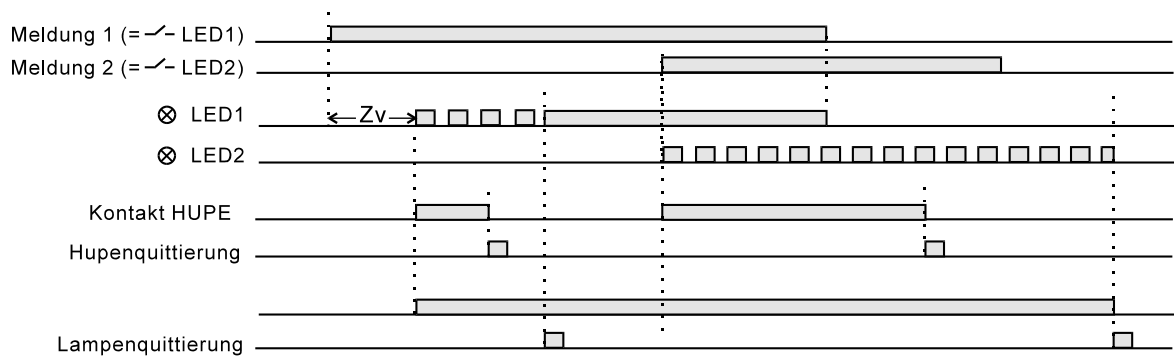 Meldung 1 (= LED1)
Meldung 2 (= LED2)
LED1
Zv
LED2
Kontakt HUPE
Hupenquittierung
Lampenquittierung